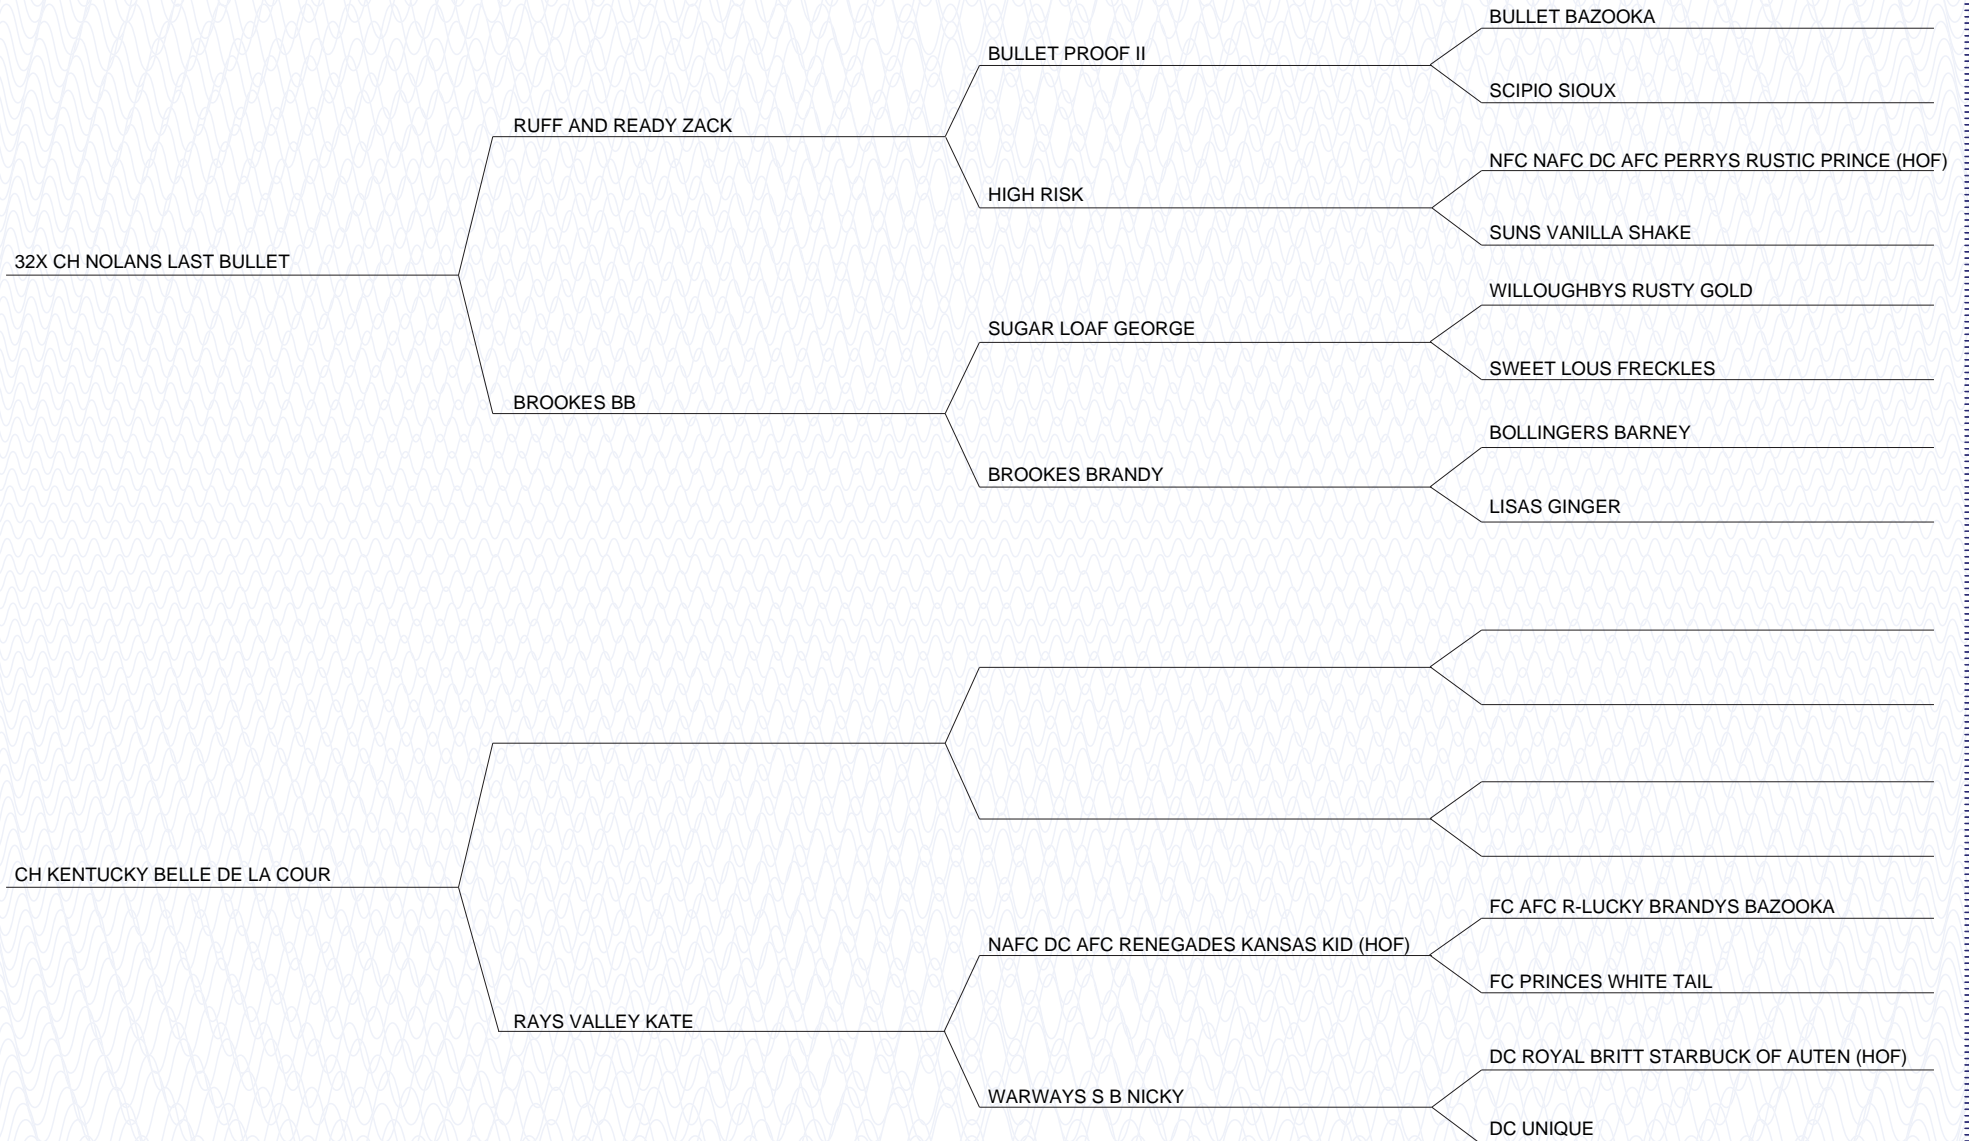 BULLET BAZOOKA
BULLET PROOF II
SCIPIO SIOUX
RUFF AND READY ZACK
NFC NAFC DC AFC PERRYS RUSTIC PRINCE (HOF)
HIGH RISK
SUNS VANILLA SHAKE
32X CH NOLANS LAST BULLET
WILLOUGHBYS RUSTY GOLD
SUGAR LOAF GEORGE
SWEET LOUS FRECKLES
BROOKES BB
BOLLINGERS BARNEY
BROOKES BRANDY
LISAS GINGER
CH KENTUCKY BELLE DE LA COUR
FC AFC R-LUCKY BRANDYS BAZOOKA
NAFC DC AFC RENEGADES KANSAS KID (HOF)
FC PRINCES WHITE TAIL
RAYS VALLEY KATE
DC ROYAL BRITT STARBUCK OF AUTEN (HOF)
WARWAYS S B NICKY
DC UNIQUE